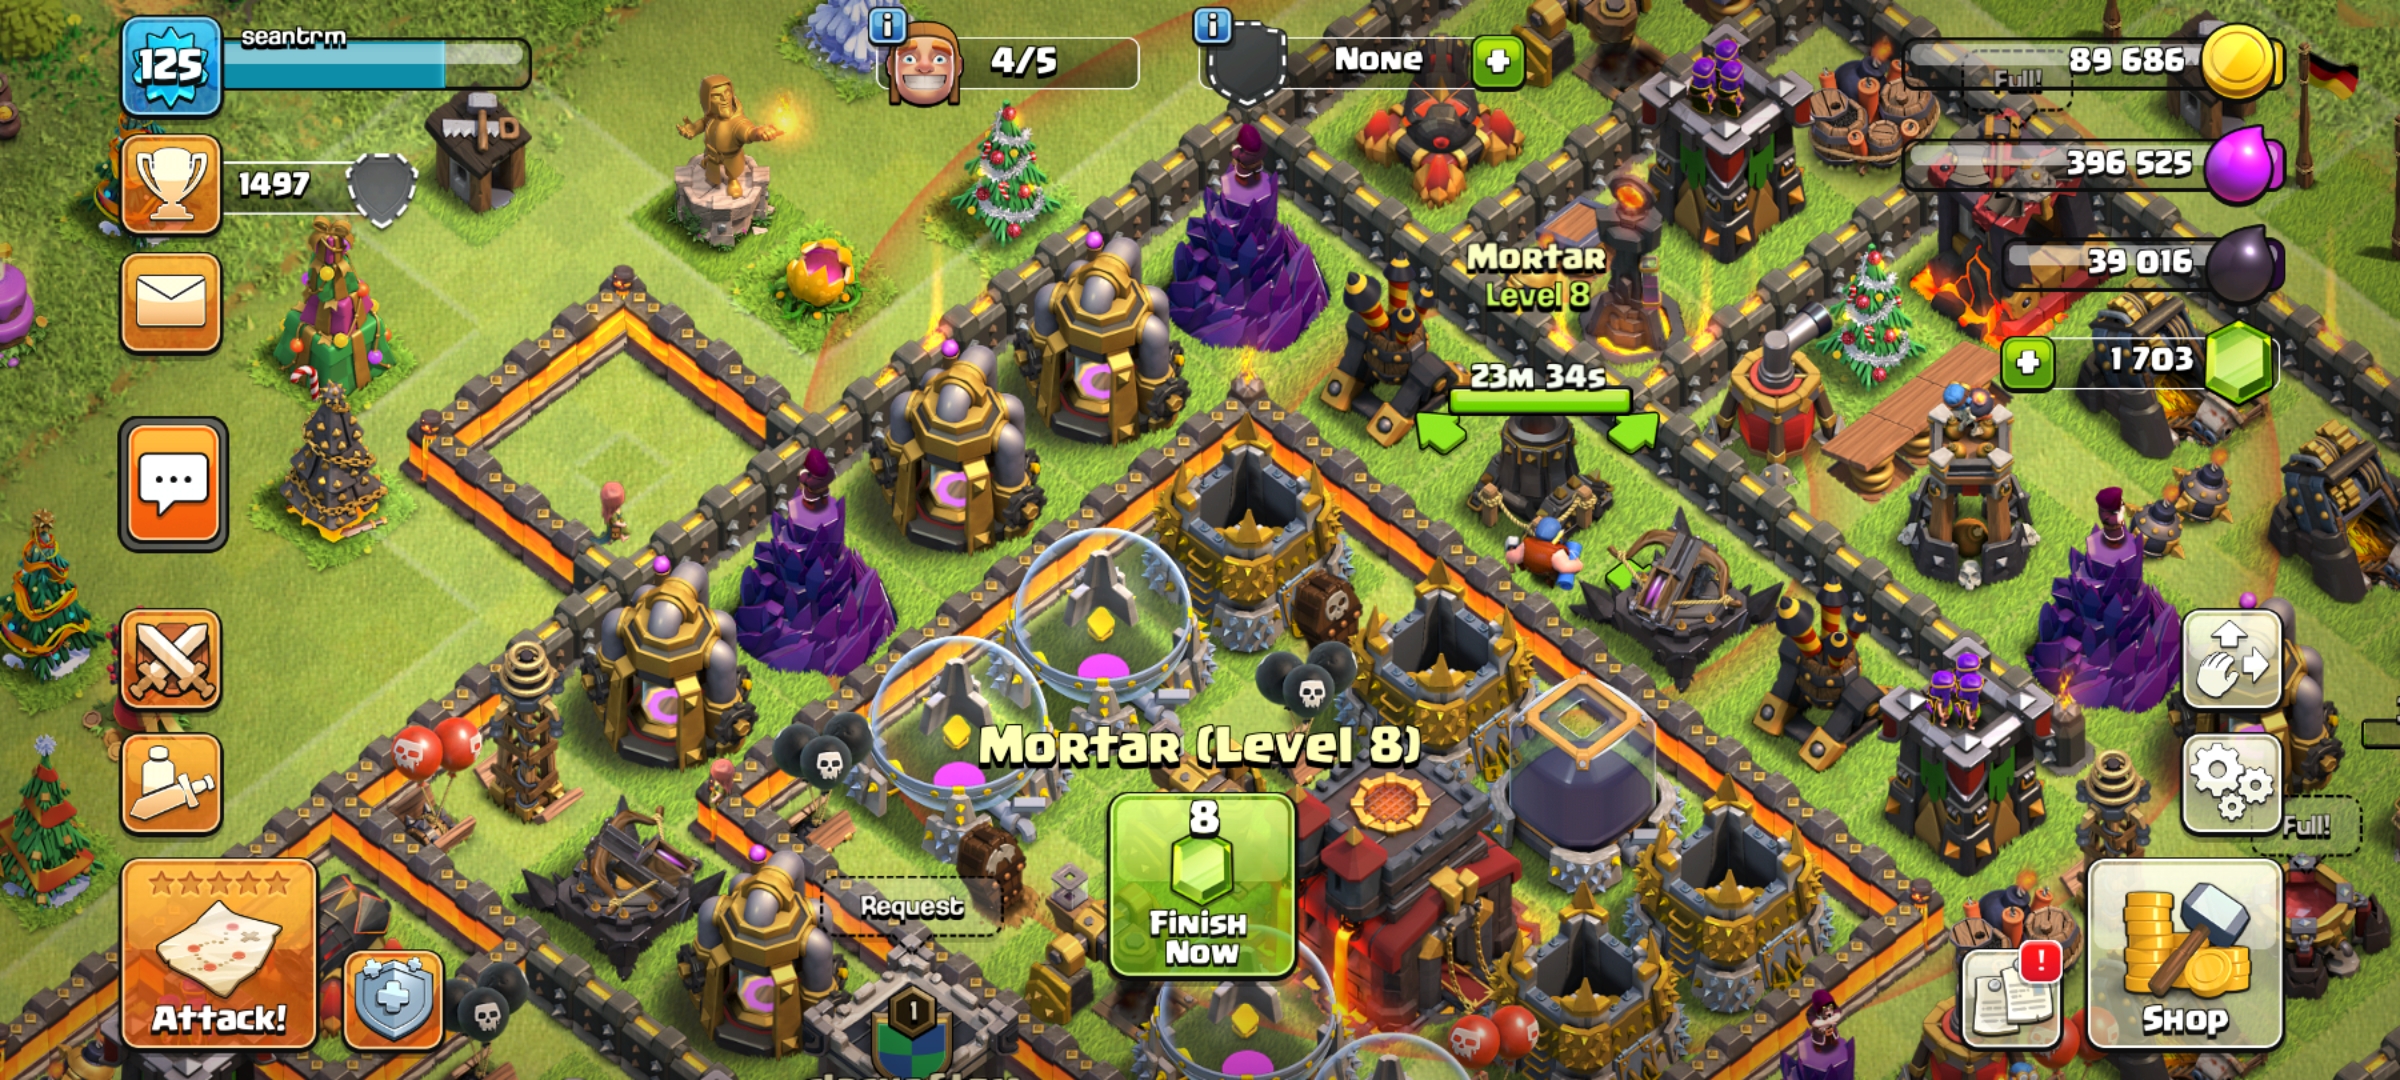 125
seantrm
4/5
None
89 686
Full!
1497
396 525
39 016
Mortar
Level 8
1 703
23m 34s
Mortar (Level 8)
8
Finish
Now
Request
Full!
Attack!
1
!
Shop